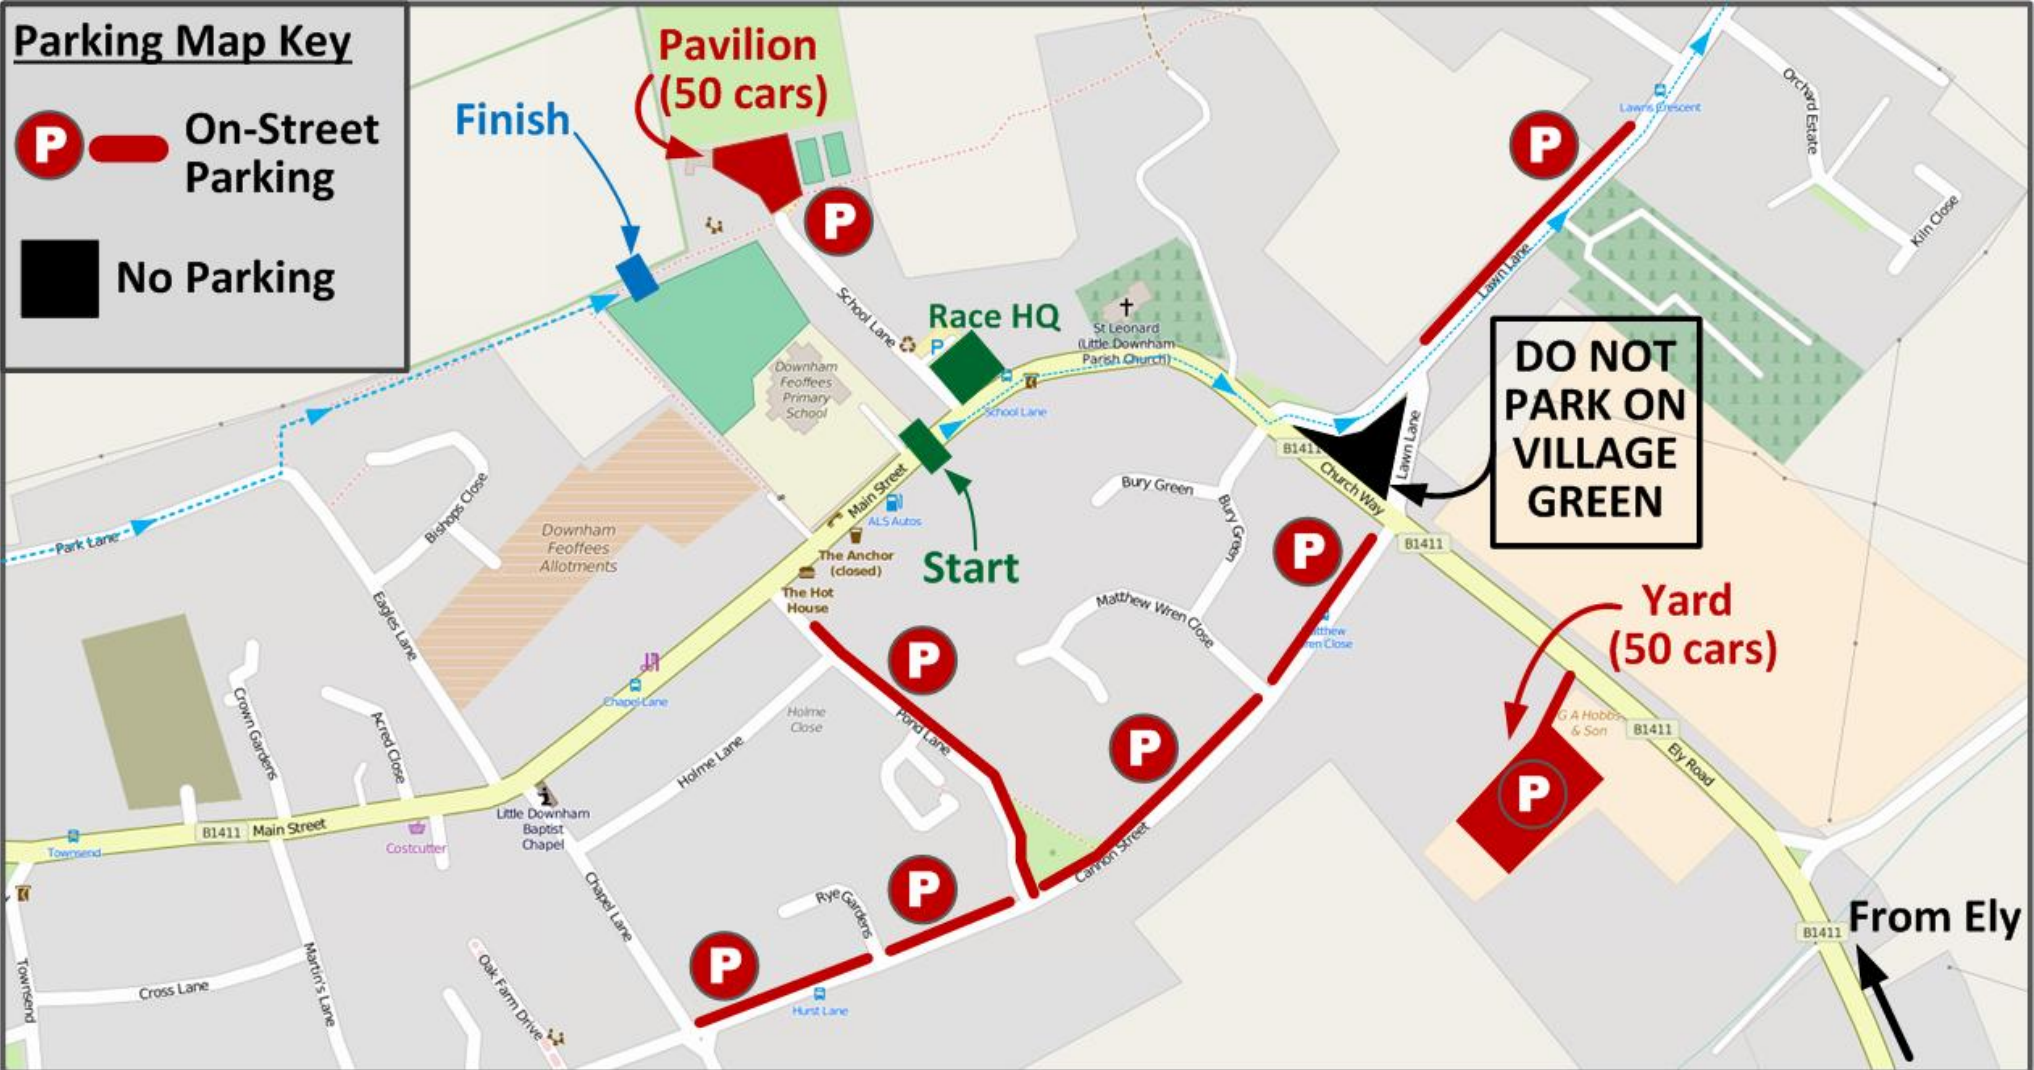 Parking Map Key
P
On-Street
Parking
No Parking
Pavilion
(50 cars)
Finish
P
School Lane
P
Race HQ
St Leonard
(Little Downham
Parish Church)
Downham
Feoffees
Primary
School
School Lane
Start
Main Street
ALS Autos
The Anchor
(closed)
The Hot
House
Downham
Feoffees
Allotments
Park Lane
Bishops Close
Eagles Lane
Crown Gardens
Acred Close
Chapel Lane
Holme
Close
Holme Lane
Pond Lane
P
B1411
Main Street
Townsend
Costcutter
Little Downham
Baptist
Chapel
Chapel Lane
Townsend
Cross Lane
Martin's Lane
Oak Farm Drive
Rye Gardens
P
P
Hurst Lane
Cannon Street
P
Matthew Wren Close
Bury Green
Bury Green
P
B1411
Church Way
Lawn Lane
Lawn Lane
P
Lawns Crescent
Orchard Estate
Kiln Close
DO NOT
PARK ON
VILLAGE
GREEN
B1411
Yard
(50 cars)
G A Hobbs
& Son
P
B1411
Ely Road
B1411
From Ely